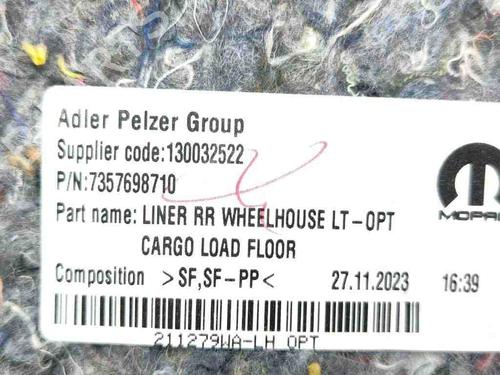 Adler Pelzer Group
Supplier code:130032522
P/N:7357698710
Part name: LINER RR WHEELHOUSE LT-OPT
CARGO LOAD FLOOR
MOPAR
Composition >SF,SF-PP< 27.11.2023 16:39
211279WA-LH OPT